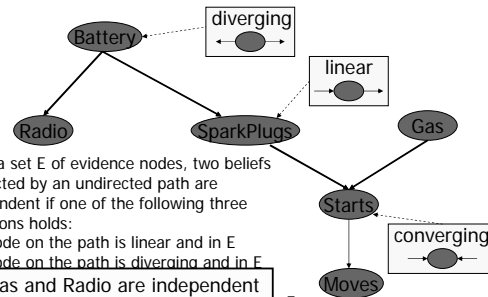 diverging
Battery
linear
Radio
SparkPlugs
Gas
a set E of evidence nodes, two beliefs
cted by an undirected path are
ndent if one of the following three
ons holds:
ode on the path is linear and in E
ode on the path is diverging and in E
Starts
converging
as and Radio are independent
Moves